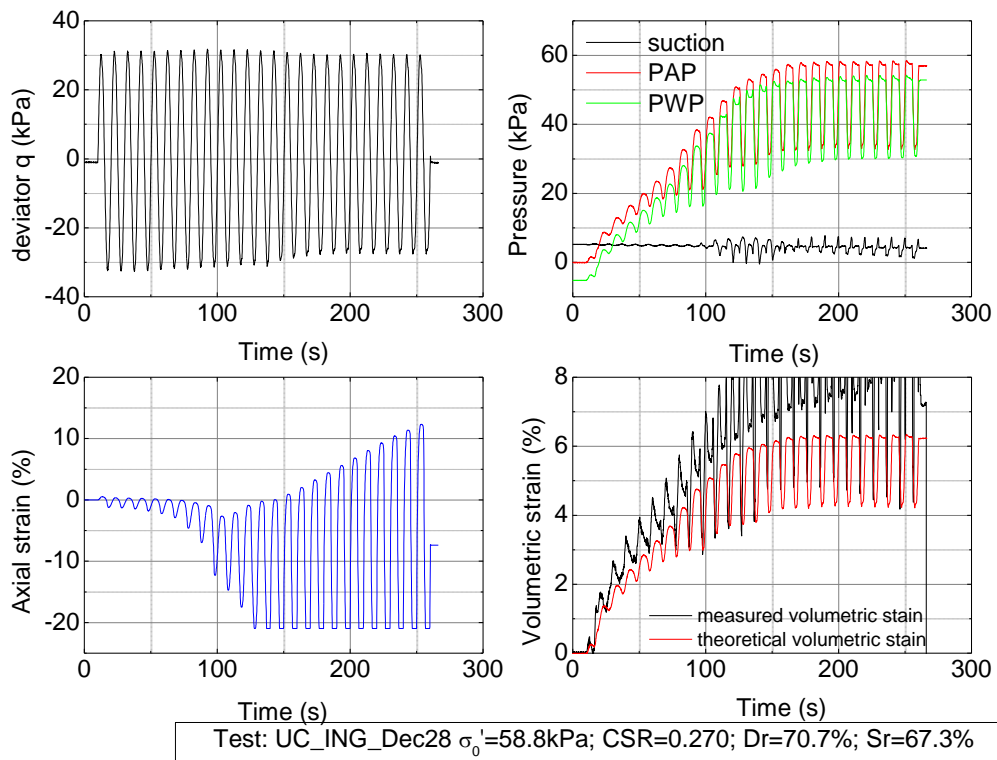 40
20
0
-20
-40
deviator q (kPa)
0 100 200 300
Time (s)
60
40
20
0
Pressure (kPa)
suction
PAP
PWP
0 100 200 300
Time (s)
20
10
0
-10
-20
Axial strain (%)
0 100 200 300
Time (s)
8
6
4
2
0
Volumetric strain (%)
measured volumetric stain
theoretical volumetric stain
0 100 200 300
Time (s)
Test: UC_ING_Dec28 σ₀'=58.8kPa; CSR=0.270; Dr=70.7%; Sr=67.3%